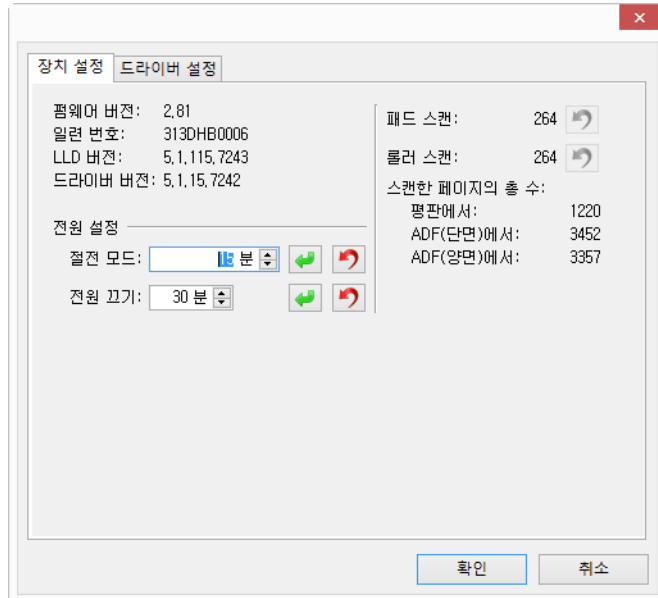 장치 설정 드라이버 설정
펌웨어 버전: 2.81
일련 번호: 313DHB0006
LLD 버전: 5.1.115.7243
드라이버 버전: 5.1.15.7242
전원 설정
절전 모드: 15 분
전원 끄기: 30 분
패드 스캔: 264
롤러 스캔: 264
스캔한 페이지의 총 수:
평판에서: 1220
ADF(단면)에서: 3452
ADF(양면)에서: 3357
확인 취소